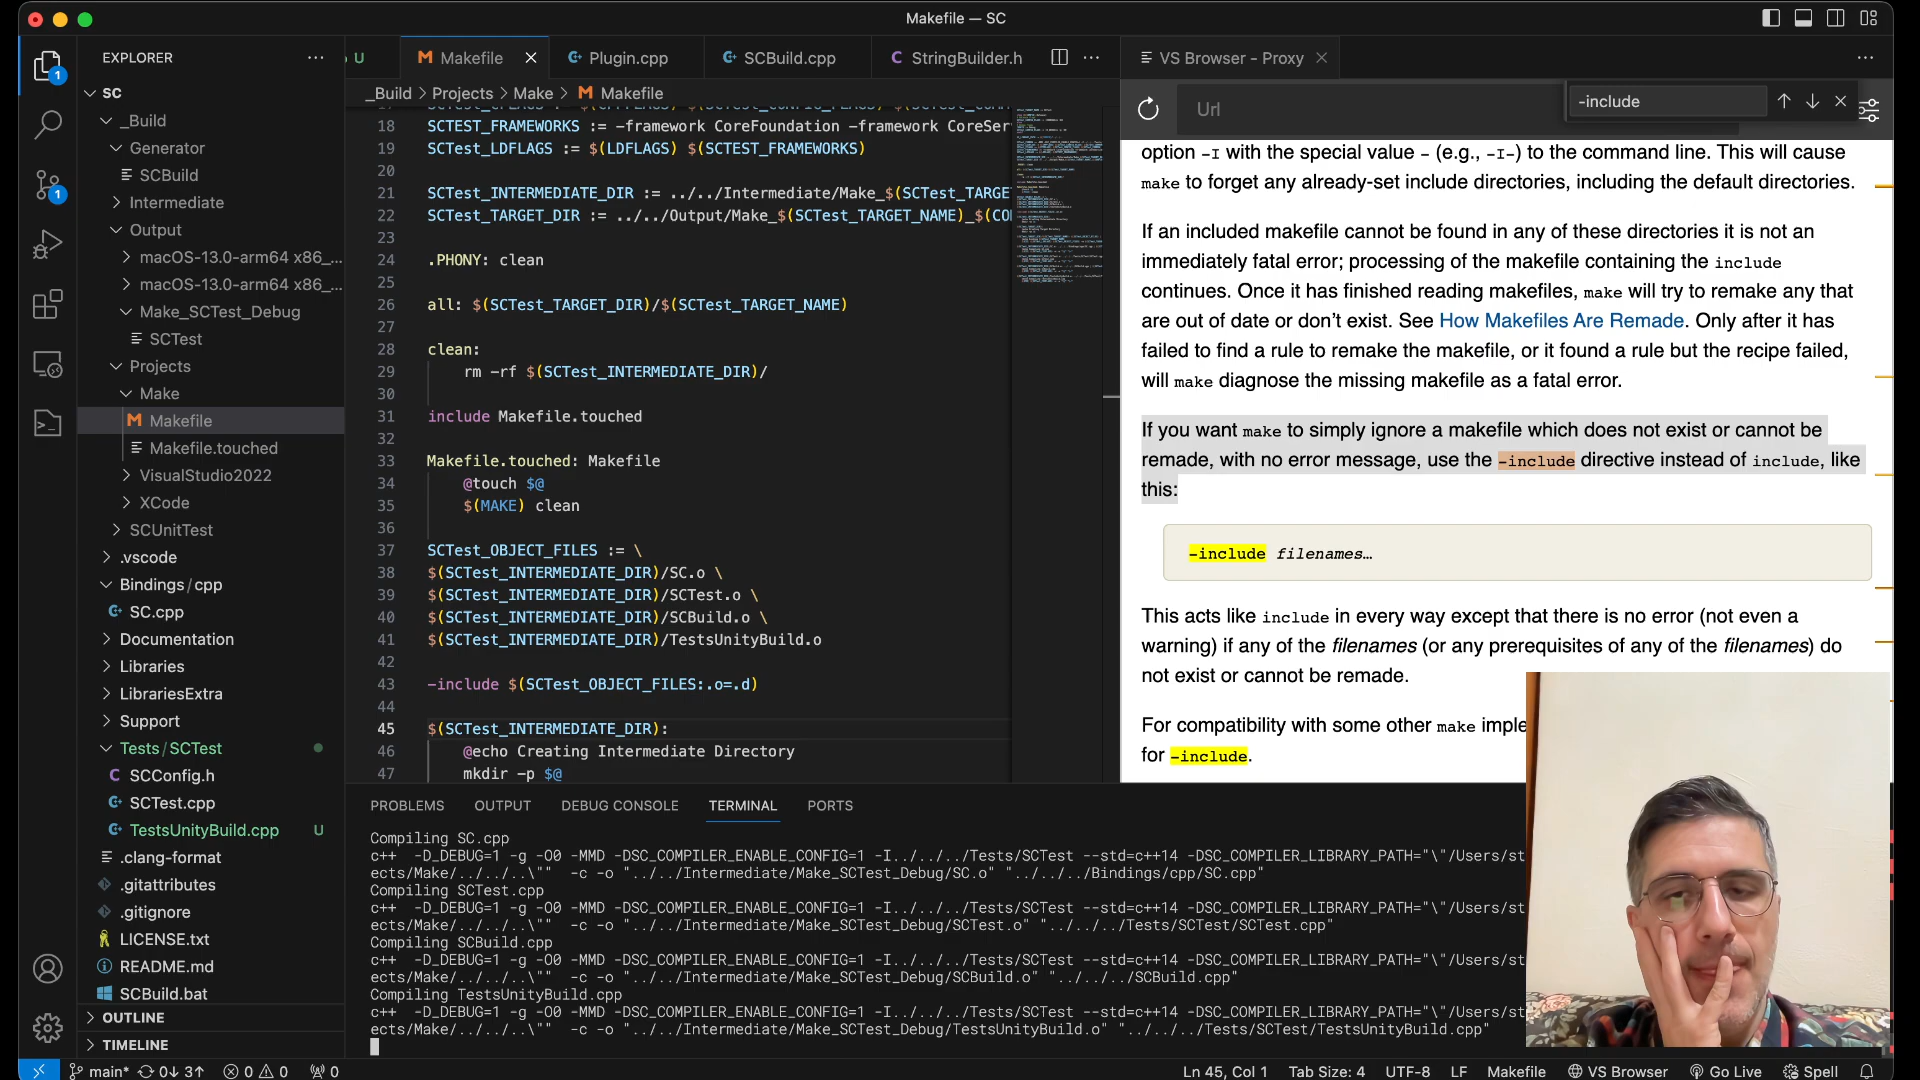 Makefile — SC
EXPLORER
SC
_Build
Generator
SCBuild
Intermediate
Output
macOS-13.0-arm64 x86_...
macOS-13.0-arm64 x86_...
Make_SCTest_Debug
SCTest
Projects
Make
Makefile
Makefile.touched
VisualStudio2022
XCode
SCUnitTest
.vscode
Bindings/cpp
SC.cpp
Documentation
Libraries
LibrariesExtra
Support
Tests/SCTest
SCConfig.h
SCTest.cpp
TestsUnityBuild.cpp U
.clang-format
.gitattributes
.gitignore
LICENSE.txt
README.md
SCBuild.bat
OUTLINE
TIMELINE
1
1
U
Makefile
Plugin.cpp
SCBuild.cpp
StringBuilder.h
_Build > Projects > Make > Makefile
18 SCTEST_FRAMEWORKS := -framework CoreFoundation -framework CoreSer
19 SCTest_LDFLAGS := $(LDFLAGS) $(SCTEST_FRAMEWORKS)
20
21 SCTest_INTERMEDIATE_DIR := ../../Intermediate/Make_$(SCTest_TARGE
22 SCTest_TARGET_DIR := ../../Output/Make_$(SCTest_TARGET_NAME)_$(CO
23
24 .PHONY: clean
25
26 all: $(SCTest_TARGET_DIR)/$(SCTest_TARGET_NAME)
27
28 clean:
29 rm -rf $(SCTest_INTERMEDIATE_DIR)/
30
31 include Makefile.touched
32
33 Makefile.touched: Makefile
34 @touch $@
35 $(MAKE) clean
36
37 SCTest_OBJECT_FILES := \
38 $(SCTest_INTERMEDIATE_DIR)/SC.o \
39 $(SCTest_INTERMEDIATE_DIR)/SCTest.o \
40 $(SCTest_INTERMEDIATE_DIR)/SCBuild.o \
41 $(SCTest_INTERMEDIATE_DIR)/TestsUnityBuild.o
42
43 -include $(SCTest_OBJECT_FILES:.o=.d)
44
45 $(SCTest_INTERMEDIATE_DIR):
46 @echo Creating Intermediate Directory
47 mkdir -p $@
VS Browser - Proxy
Url
-include
option -I with the special value - (e.g., -I-) to the command line. This will cause
make to forget any already-set include directories, including the default directories.
If an included makefile cannot be found in any of these directories it is not an
immediately fatal error; processing of the makefile containing the include
continues. Once it has finished reading makefiles, make will try to remake any that
are out of date or don’t exist. See How Makefiles Are Remade. Only after it has
failed to find a rule to remake the makefile, or it found a rule but the recipe failed,
will make diagnose the missing makefile as a fatal error.
If you want make to simply ignore a makefile which does not exist or cannot be
remade, with no error message, use the -include directive instead of include, like
this:
-include filenames…
This acts like include in every way except that there is no error (not even a
warning) if any of the filenames (or any prerequisites of any of the filenames) do
not exist or cannot be remade.
For compatibility with some other make imple
for -include.
PROBLEMS OUTPUT DEBUG CONSOLE TERMINAL PORTS
Compiling SC.cpp
c++ -D_DEBUG=1 -g -O0 -MMD -DSC_COMPILER_ENABLE_CONFIG=1 -I../../../Tests/SCTest --std=c++14 -DSC_COMPILER_LIBRARY_PATH="\"/Users/st
ects/Make/../../..\"" -c -o "../../Intermediate/Make_SCTest_Debug/SC.o" "../../../Bindings/cpp/SC.cpp"
Compiling SCTest.cpp
c++ -D_DEBUG=1 -g -O0 -MMD -DSC_COMPILER_ENABLE_CONFIG=1 -I../../../Tests/SCTest --std=c++14 -DSC_COMPILER_LIBRARY_PATH="\"/Users/st
ects/Make/../../..\"" -c -o "../../Intermediate/Make_SCTest_Debug/SCTest.o" "../../../Tests/SCTest/SCTest.cpp"
Compiling SCBuild.cpp
c++ -D_DEBUG=1 -g -O0 -MMD -DSC_COMPILER_ENABLE_CONFIG=1 -I../../../Tests/SCTest --std=c++14 -DSC_COMPILER_LIBRARY_PATH="\"/Users/st
ects/Make/../../..\"" -c -o "../../Intermediate/Make_SCTest_Debug/SCBuild.o" "../../../SCBuild.cpp"
Compiling TestsUnityBuild.cpp
c++ -D_DEBUG=1 -g -O0 -MMD -DSC_COMPILER_ENABLE_CONFIG=1 -I../../../Tests/SCTest --std=c++14 -DSC_COMPILER_LIBRARY_PATH="\"/Users/st
ects/Make/../../..\"" -c -o "../../Intermediate/Make_SCTest_Debug/TestsUnityBuild.o" "../../../Tests/SCTest/TestsUnityBuild.cpp"
main* 0↓ 3↑ 0 0 0 Ln 45, Col 1 Tab Size: 4 UTF-8 LF Makefile VS Browser Go Live Spell